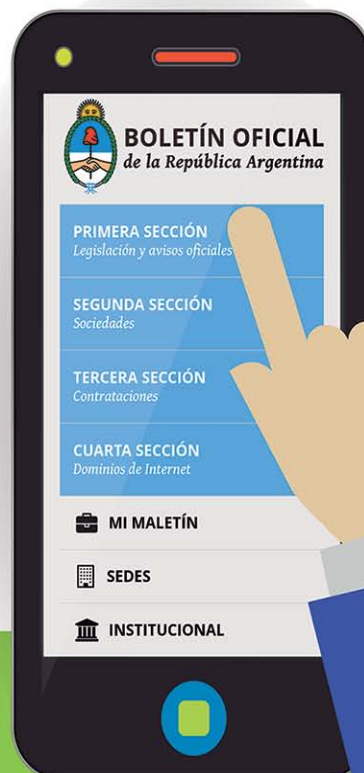 BOLETÍN OFICIAL
de la República Argentina
PRIMERA SECCIÓN
Legislación y avisos oficiales
SEGUNDA SECCIÓN
Sociedades
TERCERA SECCIÓN
Contrataciones
CUARTA SECCIÓN
Dominios de Internet
MI MALETÍN
SEDES
INSTITUCIONAL